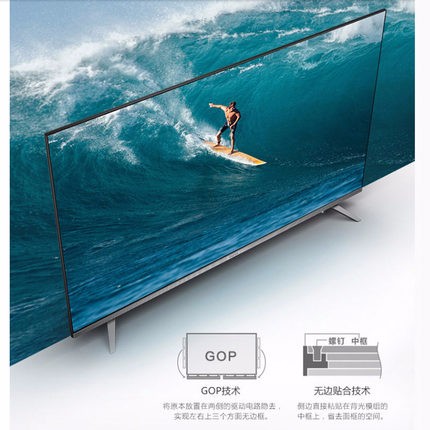 GOP
螺钉 中框
GOP技术
无边贴合技术
将原本放置在两侧的驱动电路隐去，
实现左右上三个方面无边框。
侧边直接粘贴在背光模组的
中框上，省去面框的空间。